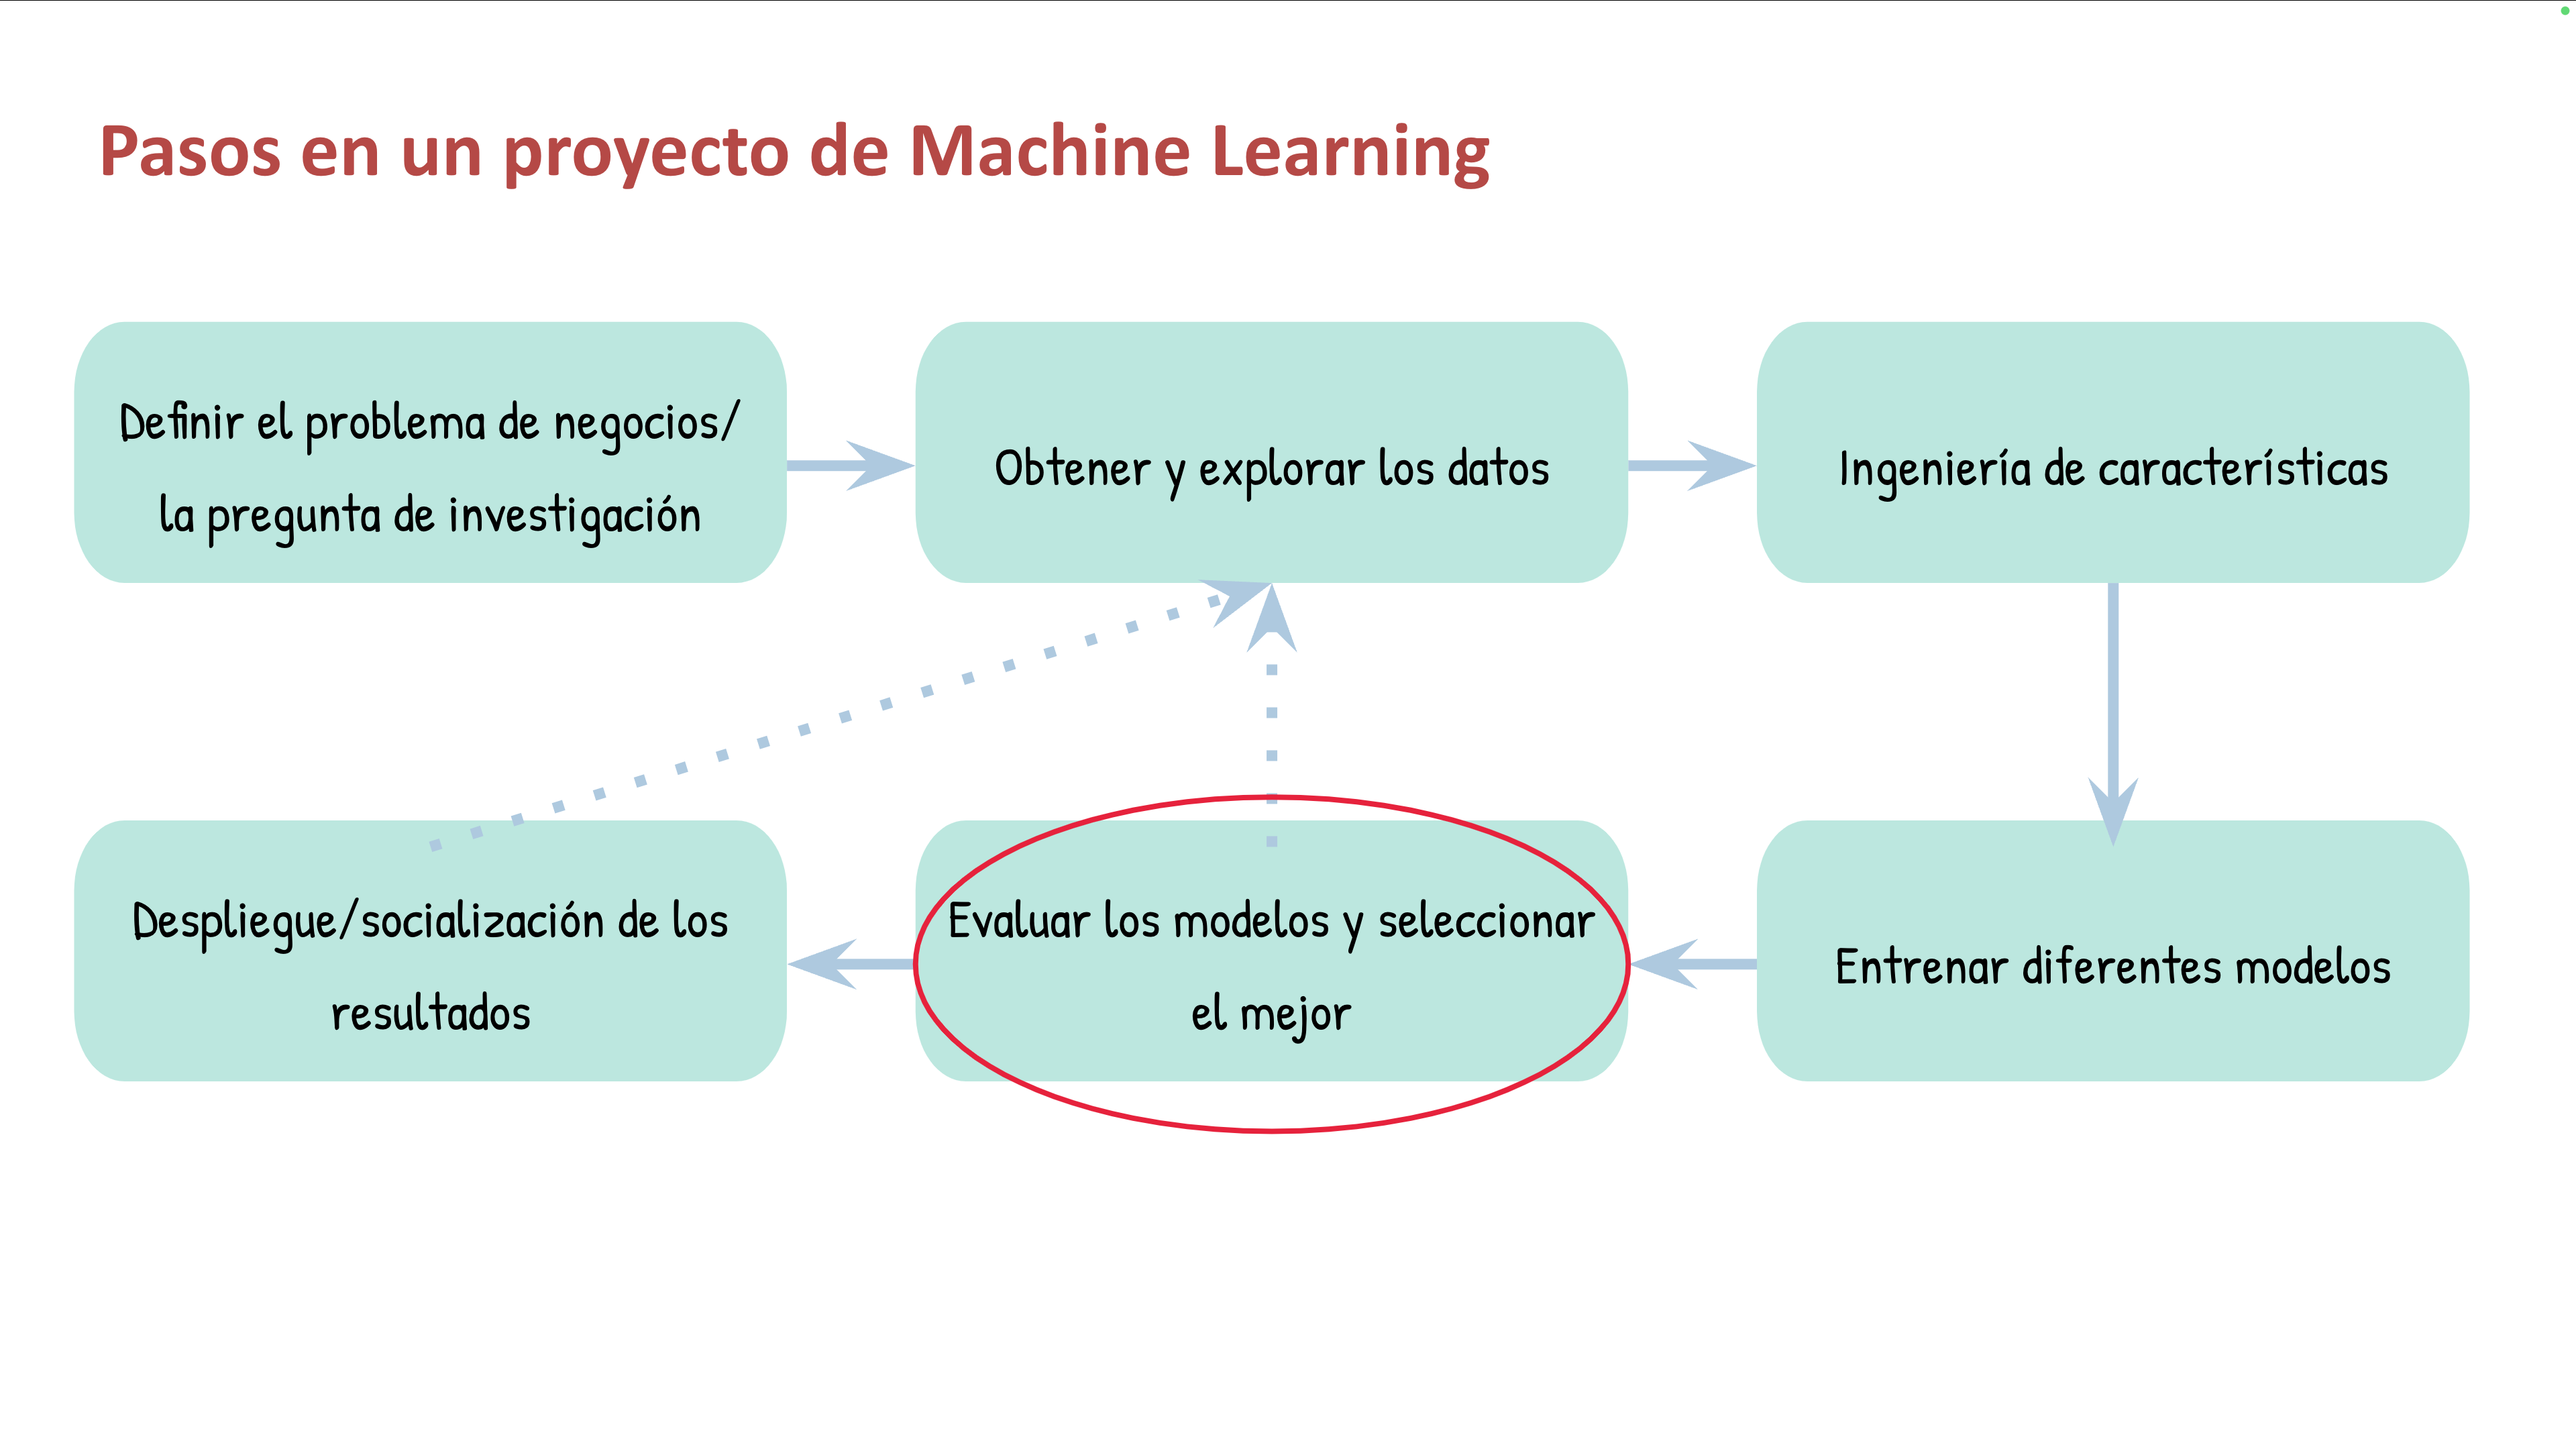 Pasos en un proyecto de Machine Learning
Definir el problema de negocios/
la pregunta de investigación
Obtener y explorar los datos
Ingeniería de características
Despliegue/socialización de los
resultados
Evaluar los modelos y seleccionar
el mejor
Entrenar diferentes modelos